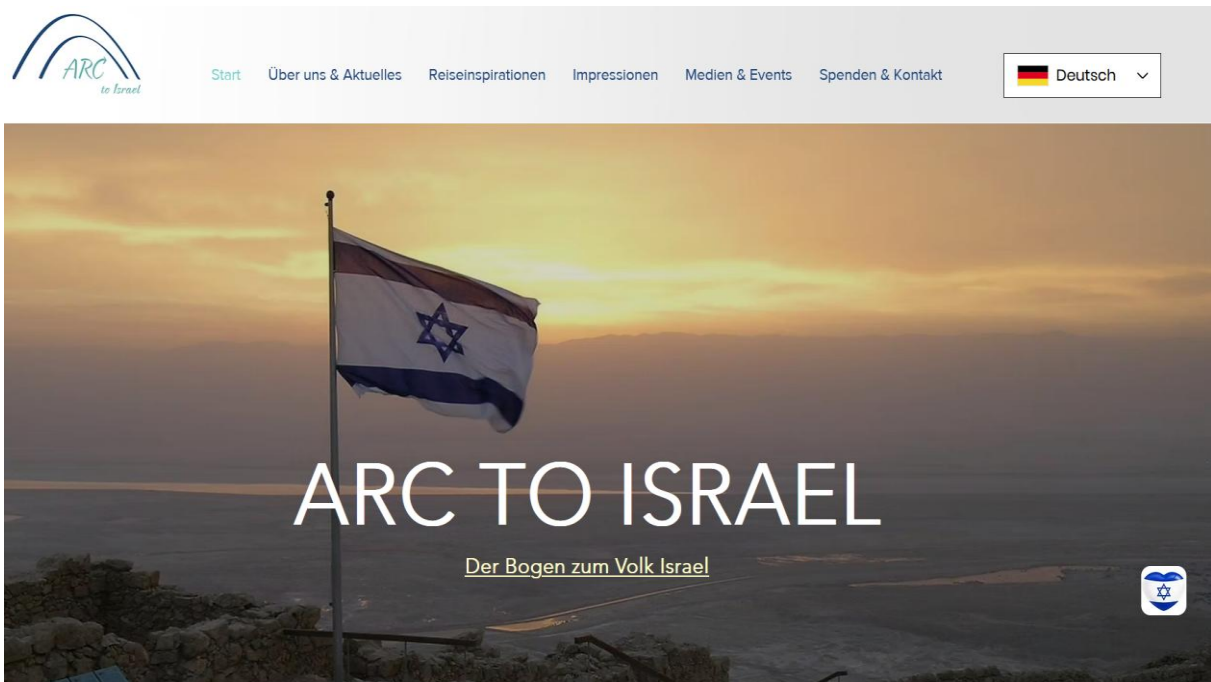 ARC
to Israel
Start Über uns & Aktuelles Reiseinspirationen Impressionen Medien & Events Spenden & Kontakt
Deutsch
ARC TO ISRAEL
Der Bogen zum Volk Israel